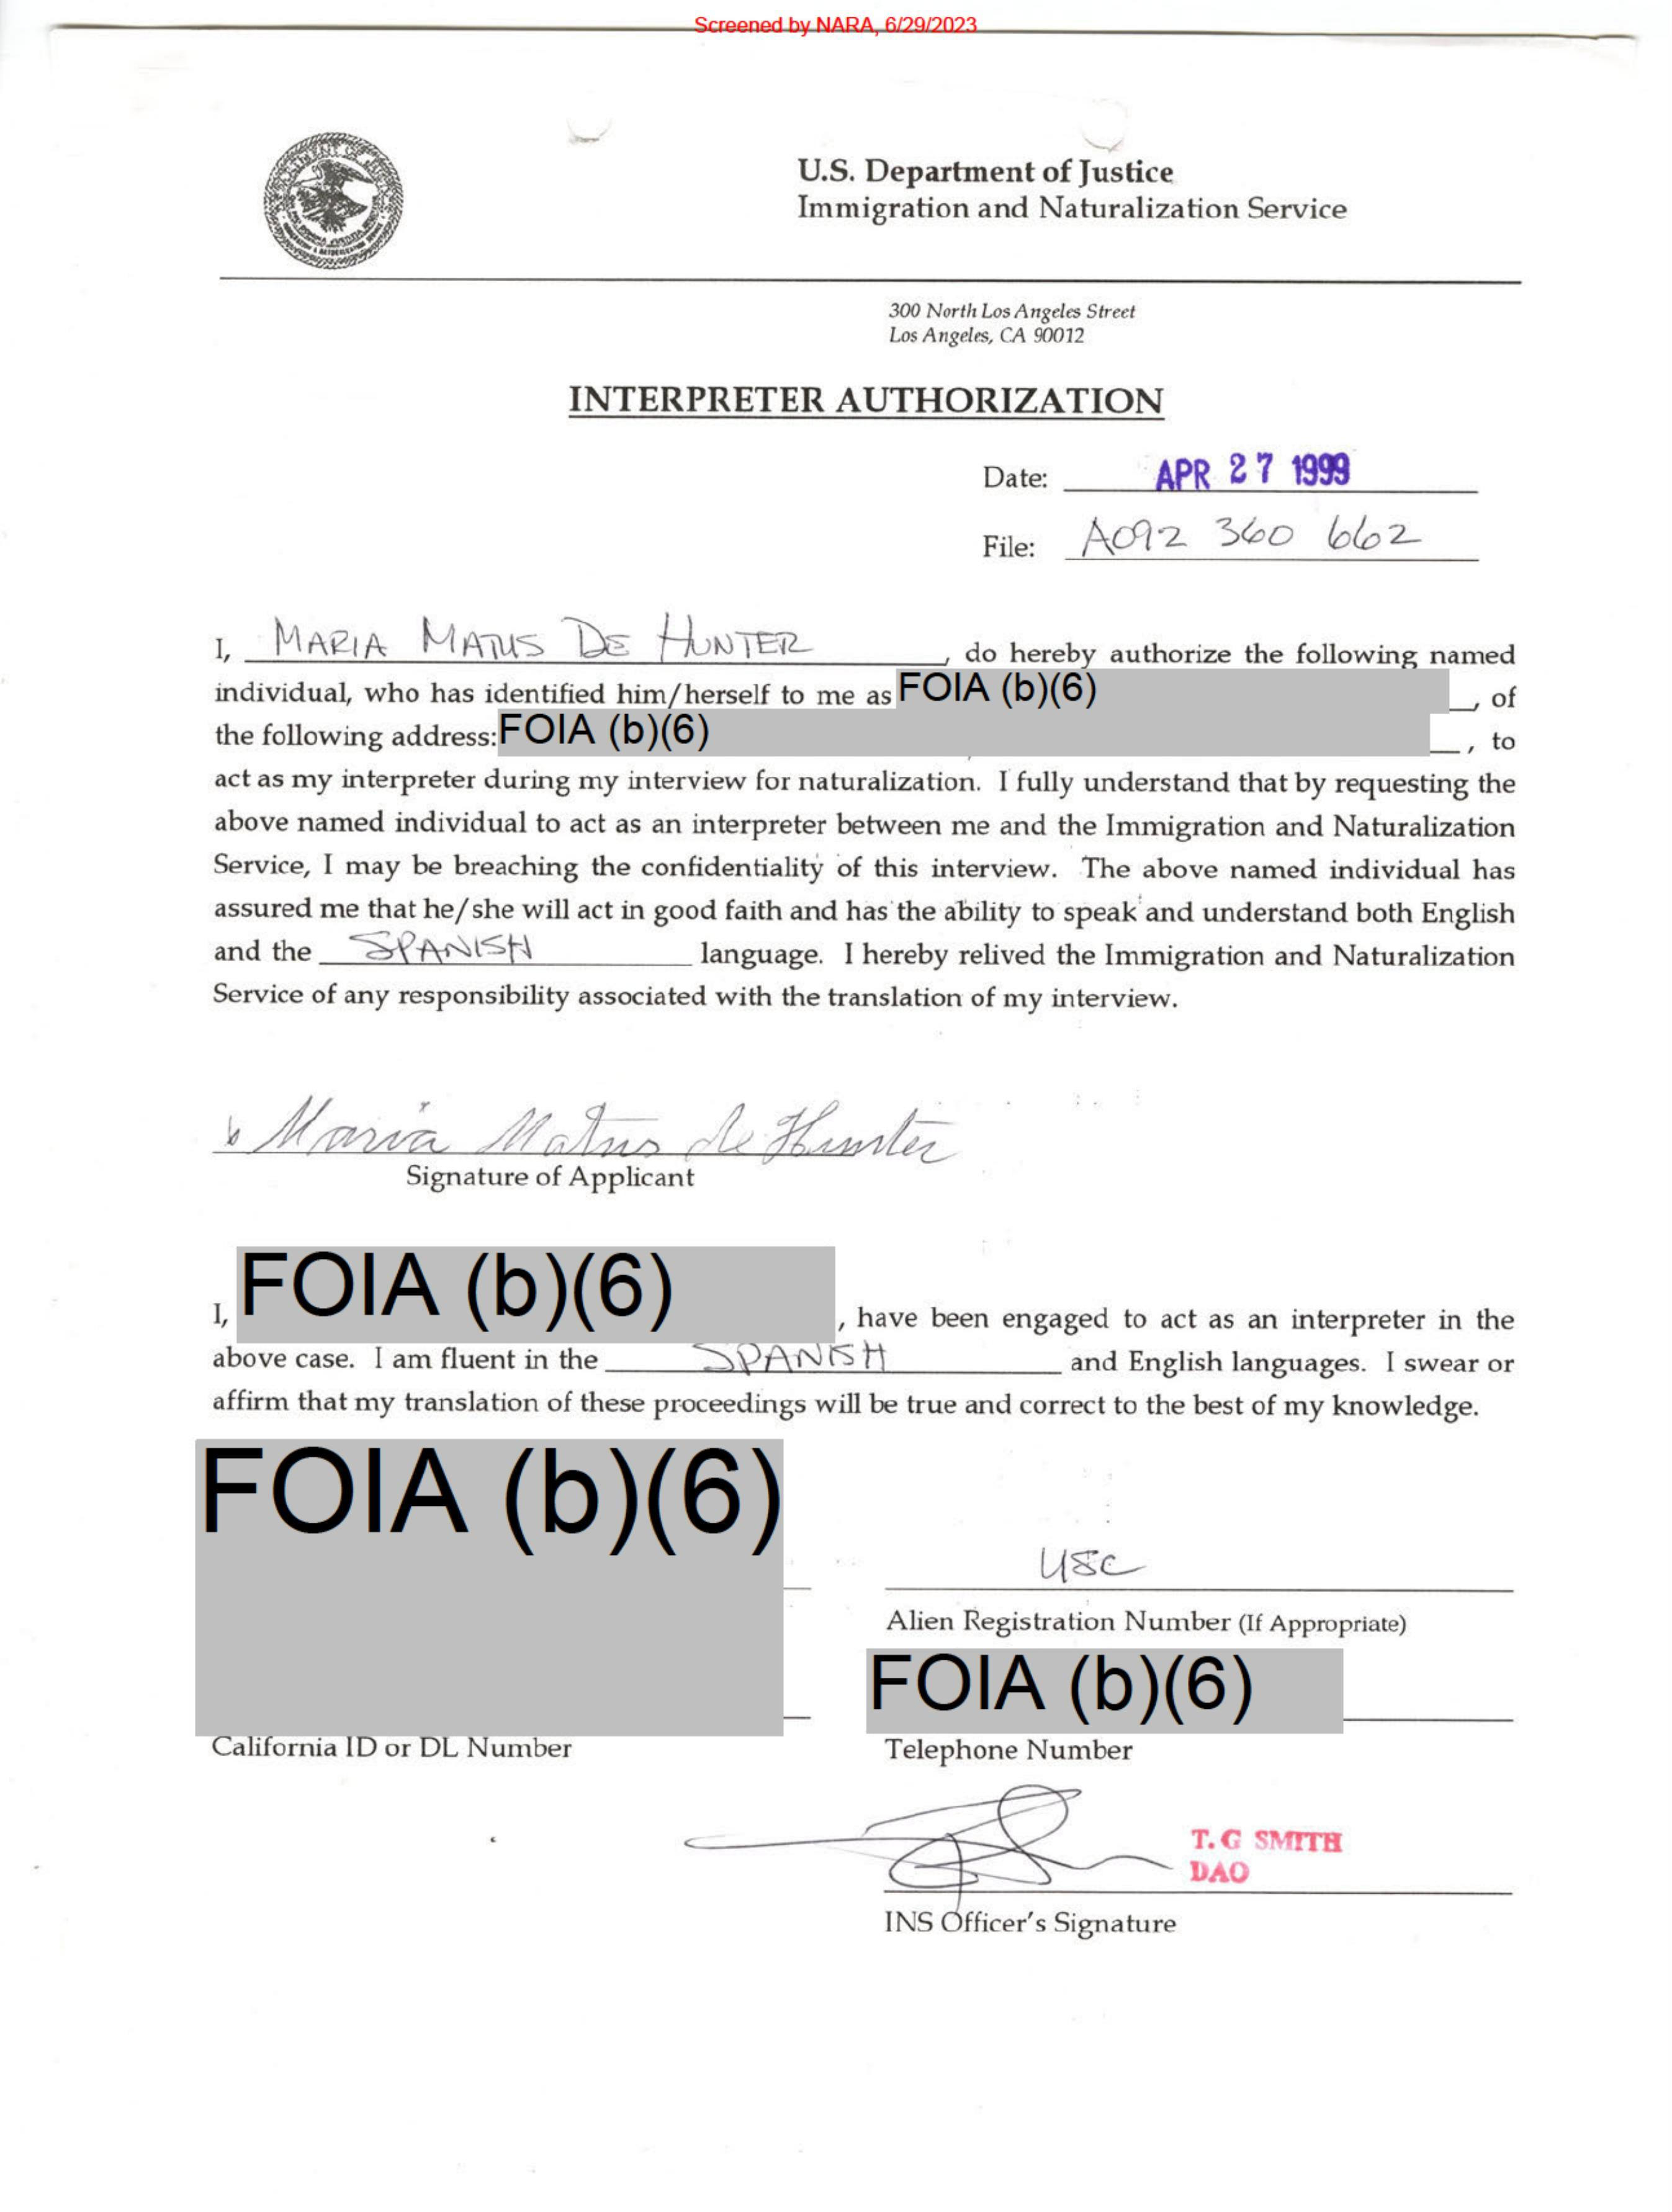 Screened by NARA, 6/29/2023
U.S. Department of Justice
Immigration and Naturalization Service
300 North Los Angeles Street
Los Angeles, CA 90012
INTERPRETER AUTHORIZATION
Date: APR 27 1999
File: A092 360 662
I, MARIA MATUS DE HUNTER, do hereby authorize the following named
individual, who has identified him/herself to me as FOIA (b)(6), of
the following address: FOIA (b)(6), to
act as my interpreter during my interview for naturalization. I fully understand that by requesting the
above named individual to act as an interpreter between me and the Immigration and Naturalization
Service, I may be breaching the confidentiality of this interview. The above named individual has
assured me that he/she will act in good faith and has the ability to speak and understand both English
and the SPANISH language. I hereby relived the Immigration and Naturalization
Service of any responsibility associated with the translation of my interview.
Maria Matus de Hunter
Signature of Applicant
I, FOIA (b)(6), have been engaged to act as an interpreter in the
above case. I am fluent in the SPANISH and English languages. I swear or
affirm that my translation of these proceedings will be true and correct to the best of my knowledge.
FOIA (b)(6)
USC
Alien Registration Number (If Appropriate)
FOIA (b)(6)
California ID or DL Number
Telephone Number
T. G SMITH
DAO
INS Officer's Signature